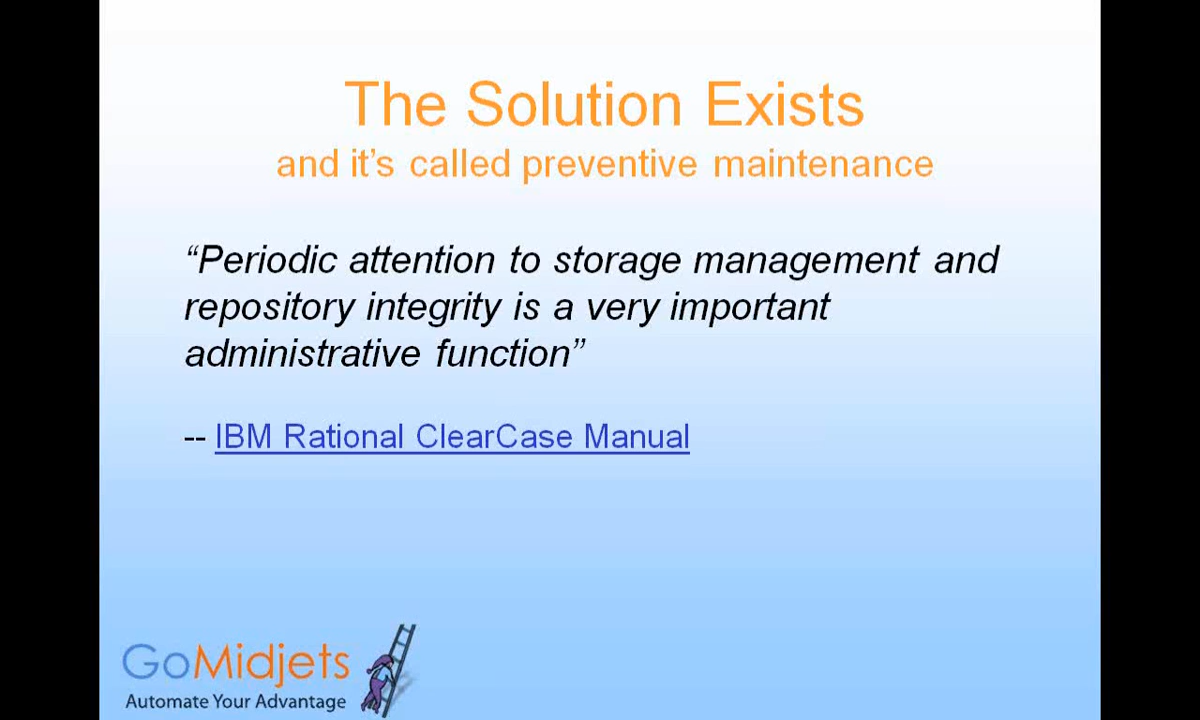 The Solution Exists
and it's called preventive maintenance
“Periodic attention to storage management and
repository integrity is a very important
administrative function”
-- IBM Rational ClearCase Manual
GoMidjets
Automate Your Advantage